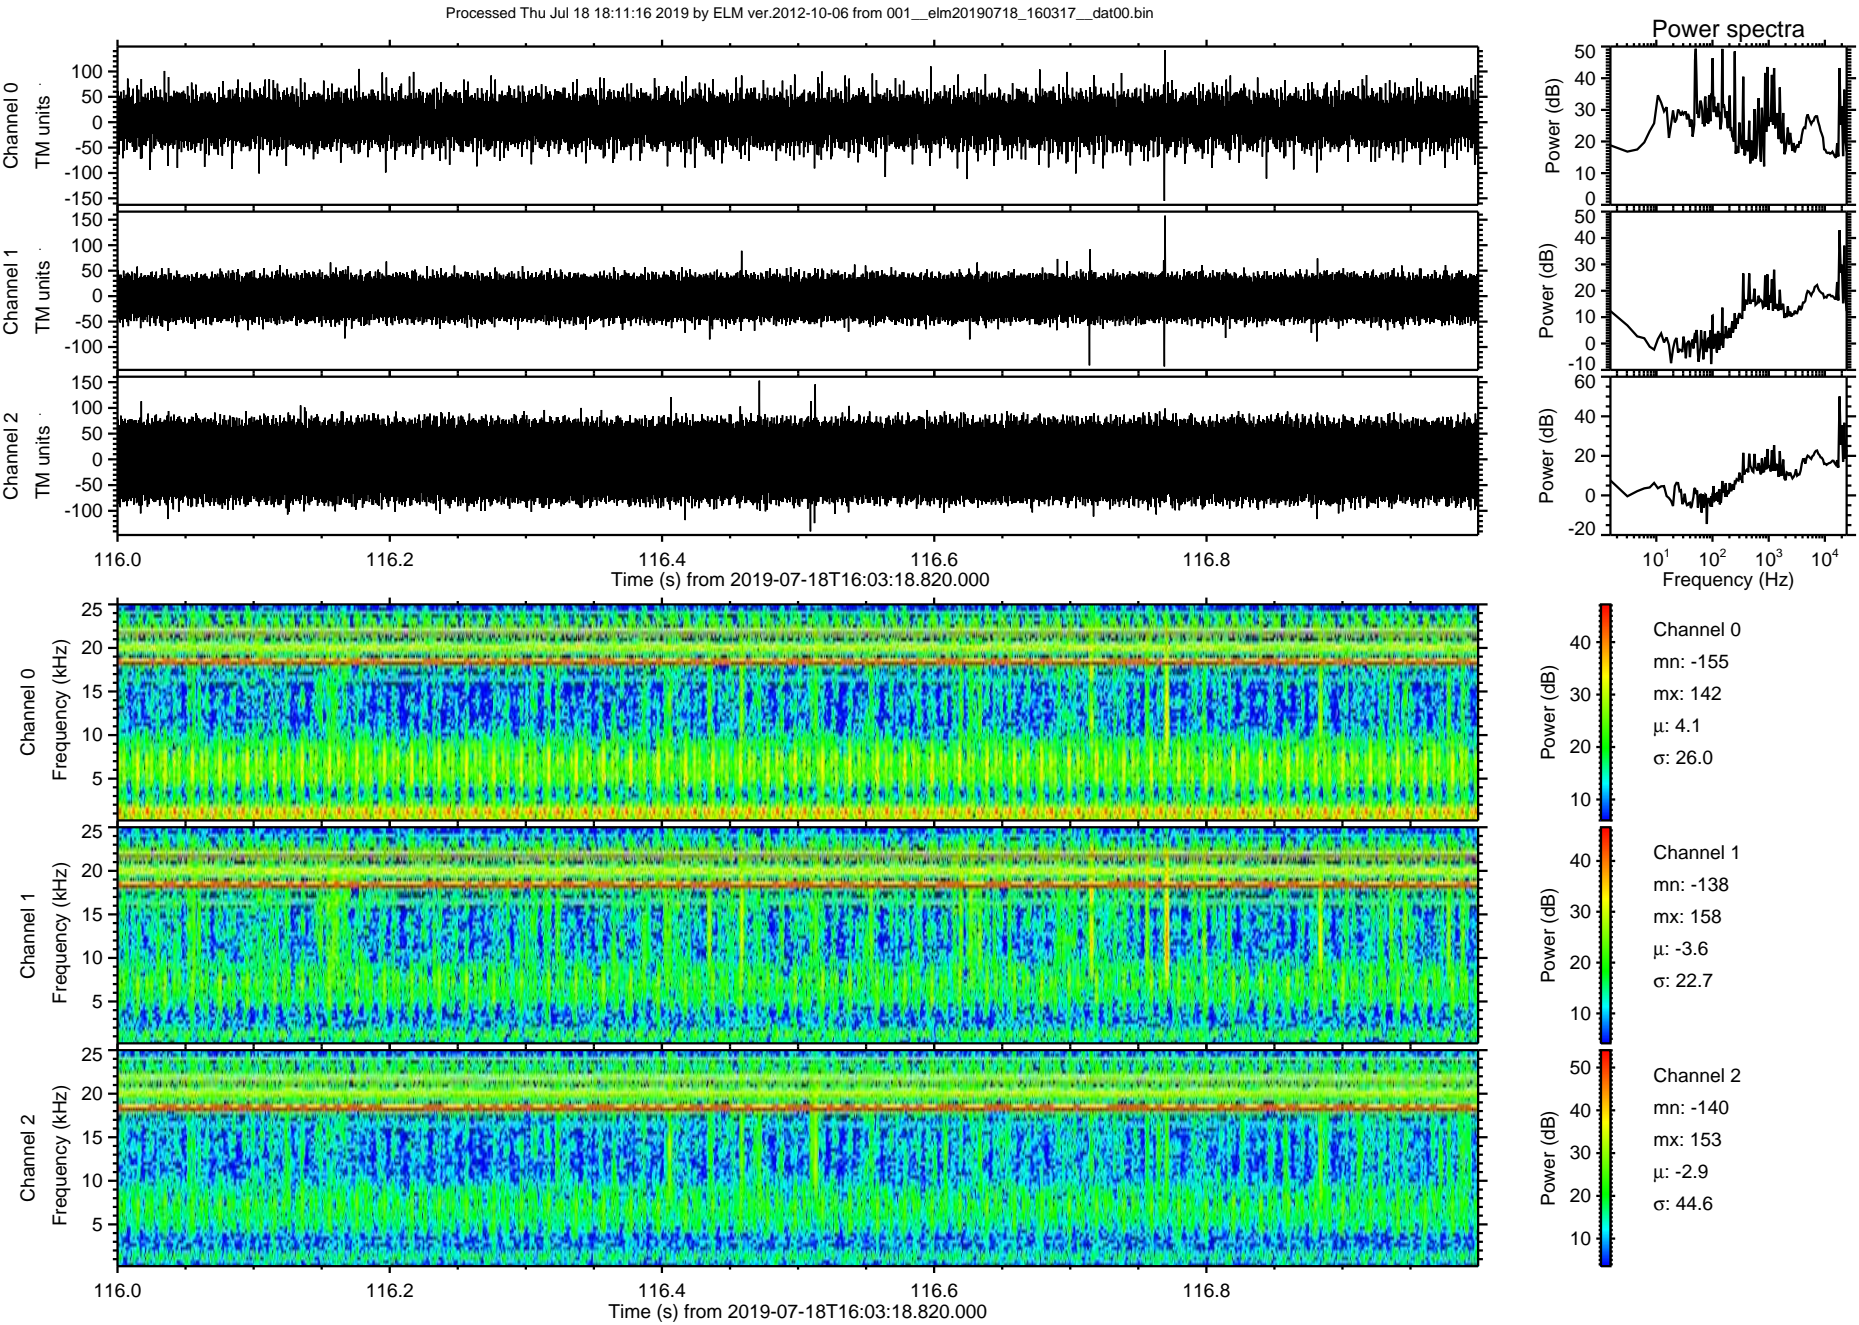 Processed Thu Jul 18 18:11:16 2019 by ELM ver.2012-10-06 from 001__elm20190718_160317__dat00.bin
Power spectra
Channel 0
TM units
100
50
0
-50
-100
-150
Power (dB)
50
40
30
20
10
0
Channel 1
TM units
150
100
50
0
-50
-100
Power (dB)
50
40
30
20
10
0
-10
Channel 2
TM units
150
100
50
0
-50
-100
Power (dB)
60
40
20
0
-20
116.0 116.2 116.4 116.6 116.8
Time (s) from 2019-07-18T16:03:18.820.000
10¹ 10² 10³ 10⁴
Frequency (Hz)
Channel 0
Frequency (kHz)
25
20
15
10
5
Power (dB)
40
30
20
10
Channel 0
mn: -155
mx: 142
μ: 4.1
σ: 26.0
Channel 1
Frequency (kHz)
25
20
15
10
5
Power (dB)
40
30
20
10
Channel 1
mn: -138
mx: 158
μ: -3.6
σ: 22.7
Channel 2
Frequency (kHz)
25
20
15
10
5
Power (dB)
50
40
30
20
10
Channel 2
mn: -140
mx: 153
μ: -2.9
σ: 44.6
116.0 116.2 116.4 116.6 116.8
Time (s) from 2019-07-18T16:03:18.820.000